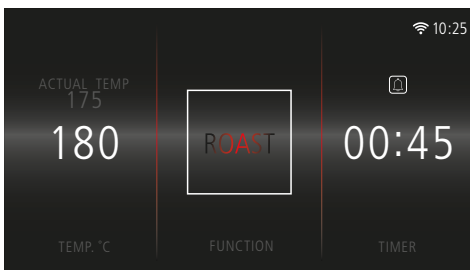 10:25
ACTUAL TEMP
175
180
ROAST
00:45
TEMP. °C
FUNCTION
TIMER